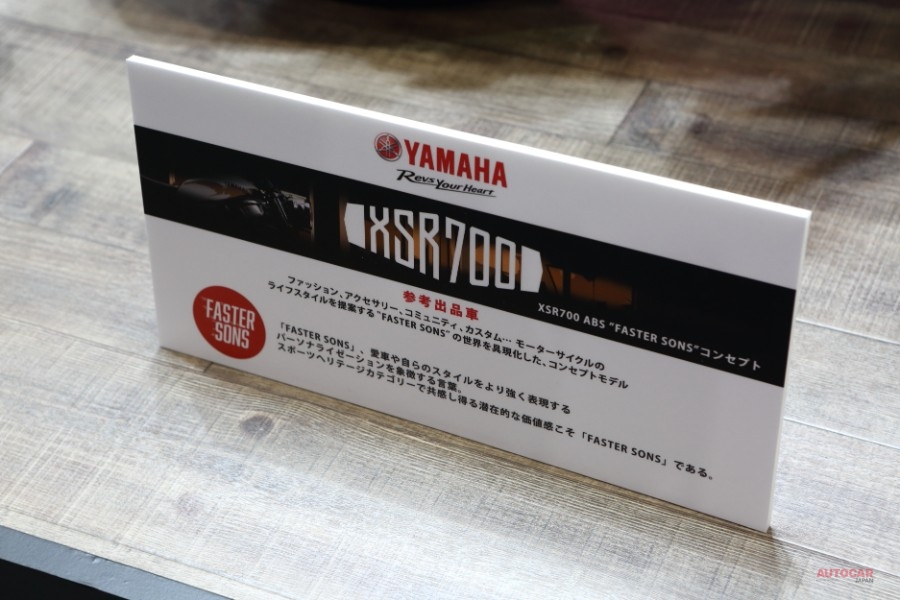 YAMAHA
Revs Your Heart
XSR700
XSR700 ABS "FASTER SONS"コンセプト
参考出品車
ファッション、アクセサリー、コミュニティ、カスタム… モーターサイクルの
ライフスタイルを提案する"FASTER SONS"の世界を具現化した、コンセプトモデル
FASTER
SONS
「FASTER SONS」、愛車や自らのスタイルをより強く表現する
パーソナライゼーションを象徴する言葉。
スポーツヘリテージカテゴリーで共感し得る潜在的な価値感こそ「FASTER SONS」である。
AUTOCAR
JAPAN